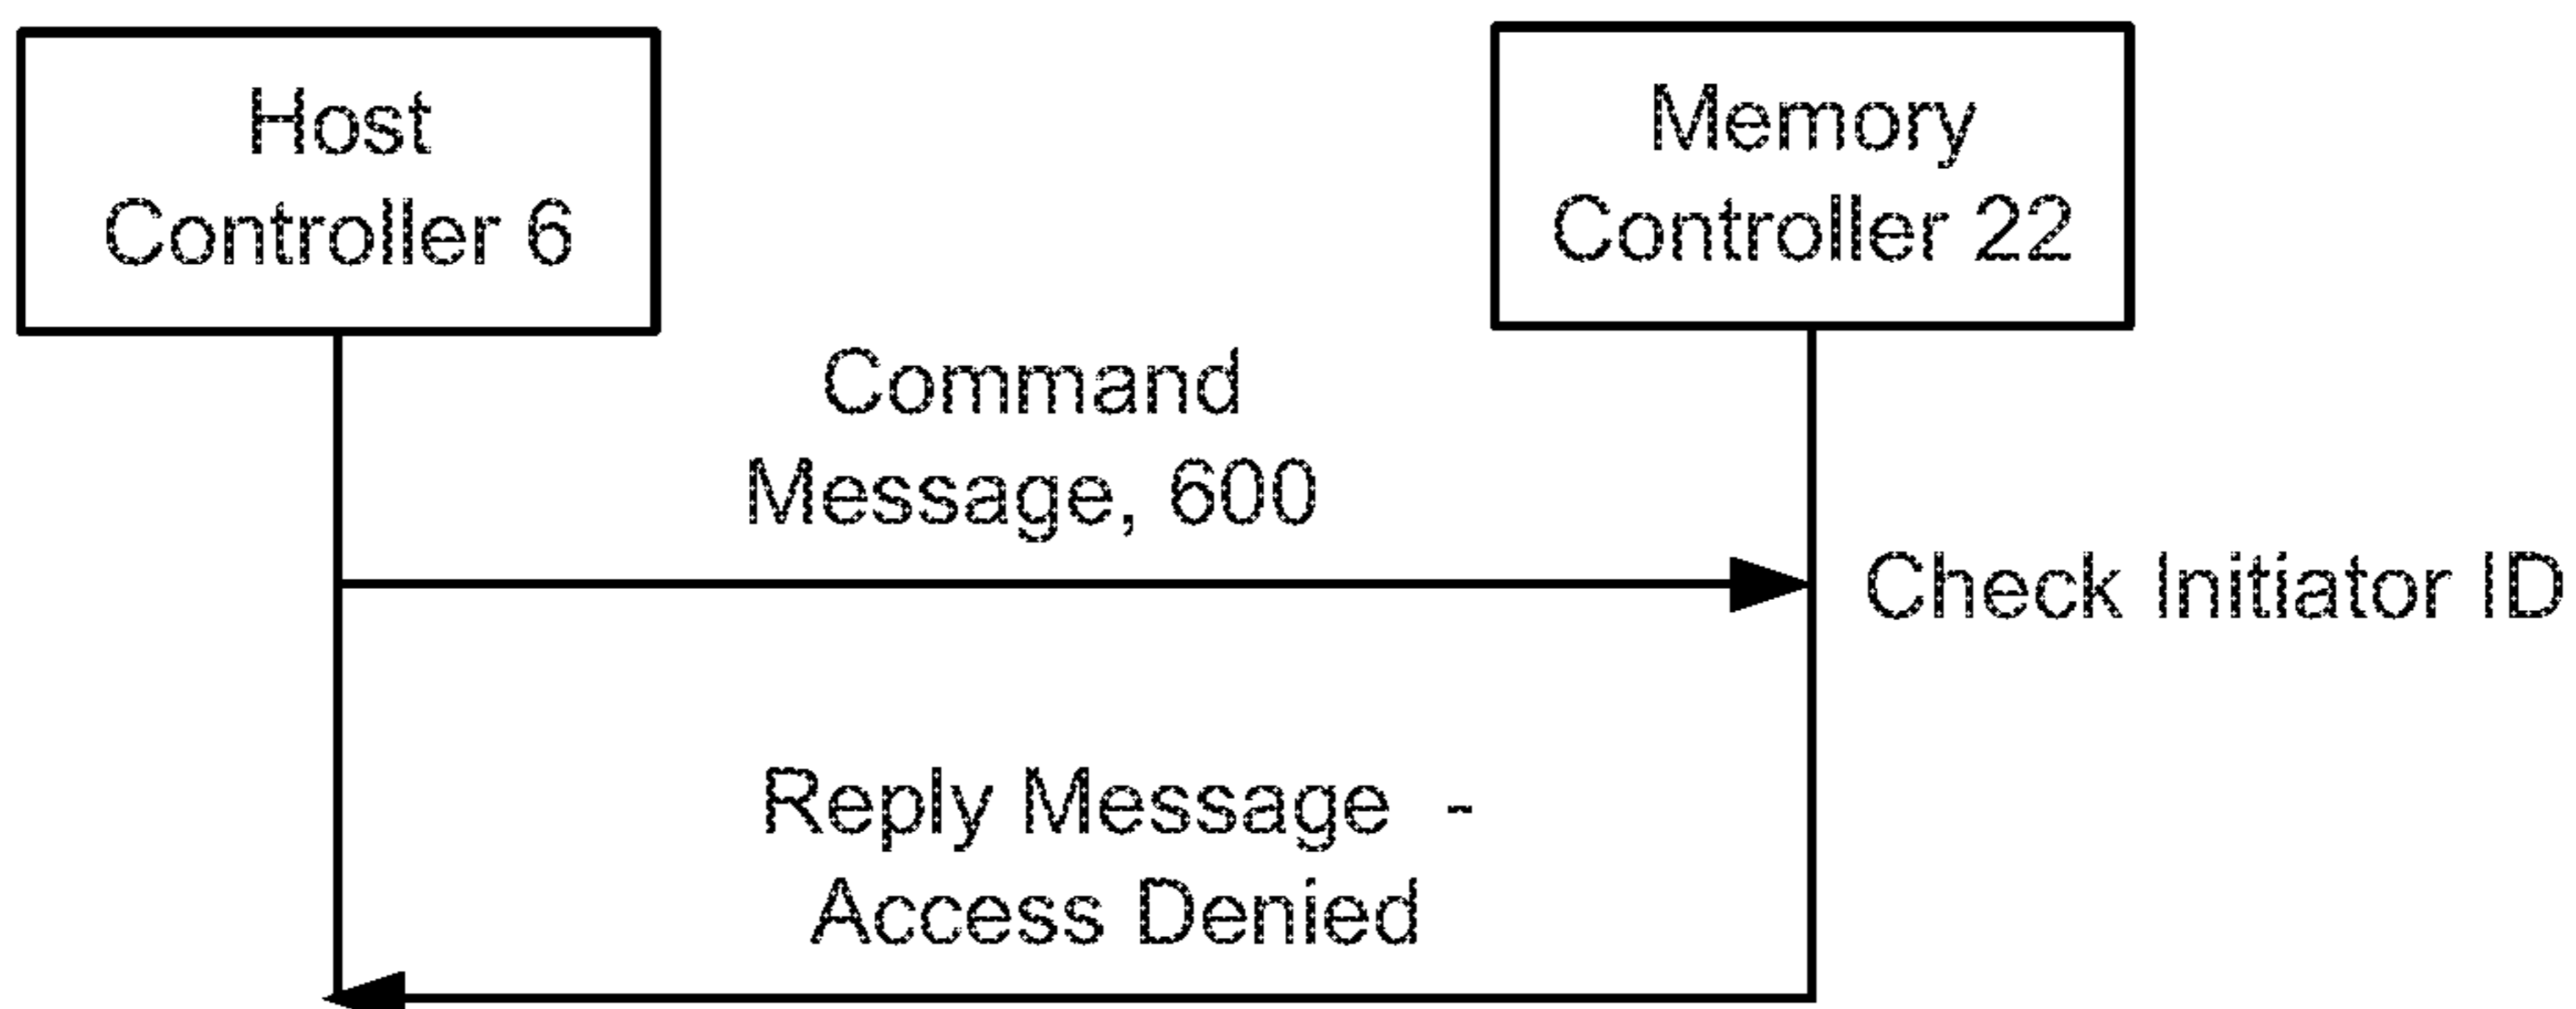 Host
Controller 6
Memory
Controller 22
Command
Message, 600
Check Initiator ID
Reply Message -
Access Denied